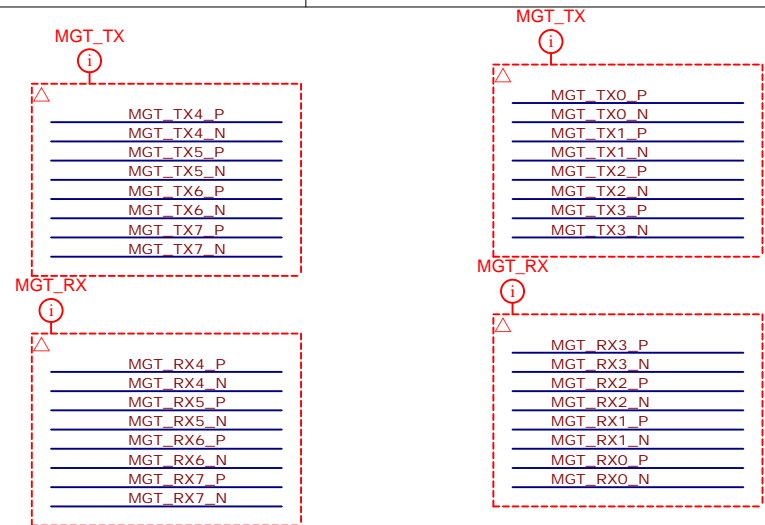 MGT_TX
i
MGT_TX4_P
MGT_TX4_N
MGT_TX5_P
MGT_TX5_N
MGT_TX6_P
MGT_TX6_N
MGT_TX7_P
MGT_TX7_N
MGT_RX
i
MGT_RX4_P
MGT_RX4_N
MGT_RX5_P
MGT_RX5_N
MGT_RX6_P
MGT_RX6_N
MGT_RX7_P
MGT_RX7_N
MGT_TX
i
MGT_TX0_P
MGT_TX0_N
MGT_TX1_P
MGT_TX1_N
MGT_TX2_P
MGT_TX2_N
MGT_TX3_P
MGT_TX3_N
MGT_RX
i
MGT_RX3_P
MGT_RX3_N
MGT_RX2_P
MGT_RX2_N
MGT_RX1_P
MGT_RX1_N
MGT_RX0_P
MGT_RX0_N